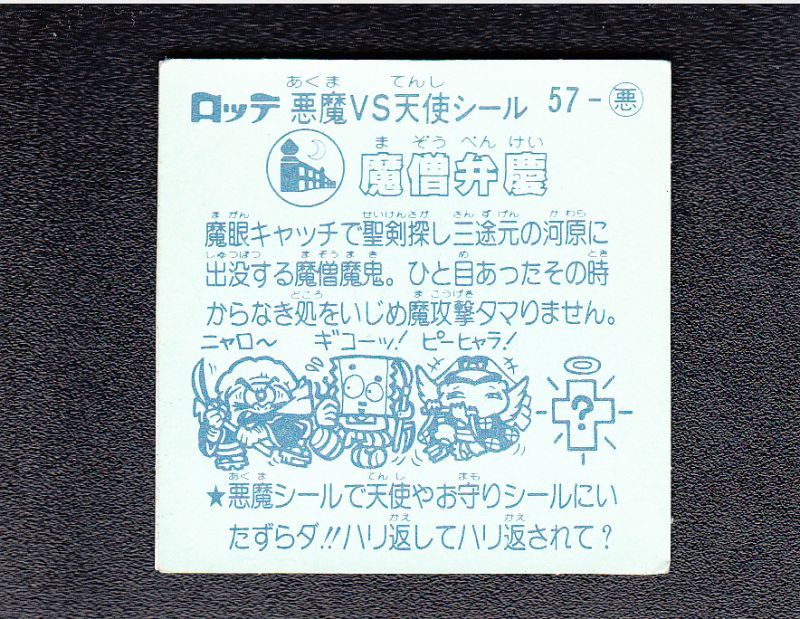 あくま てんし
ロッテ 悪魔VS天使シール 57-悪
ま ぞう べん けい
魔僧弁慶
ま がん せいけんさが さん ず げん か わら
魔眼キャッチで聖剣探し三途元の河原に
しゅつぼつ ま ぞう ま き め とき
出没する魔僧魔鬼。ひと目あったその時
どころ ま こうげき
からなき処をいじめ魔攻撃タマりません。
ニャロ〜 ギコーッ! ピーヒャラ!
?
あく ま てん し まも
★悪魔シールで天使やお守りシールにい
かえ かえ
たずらダ!!ハリ返してハリ返されて?